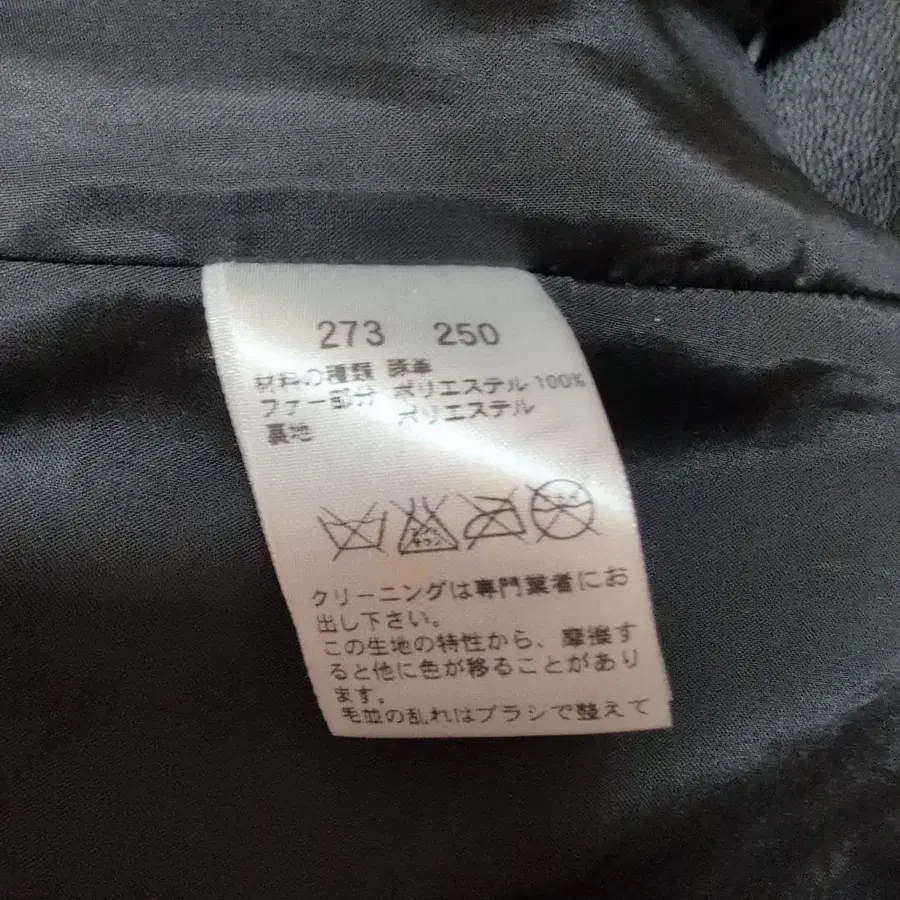 273 250
材料の種類 豚革
ファー部分 ポリエステル 100%
裏地 ポリエステル
クリーニングは専門業者にお
出し下さい。
この生地の特性から、摩擦す
ると他に色が移ることがあり
ます。
毛並の乱れはブラシで整えて